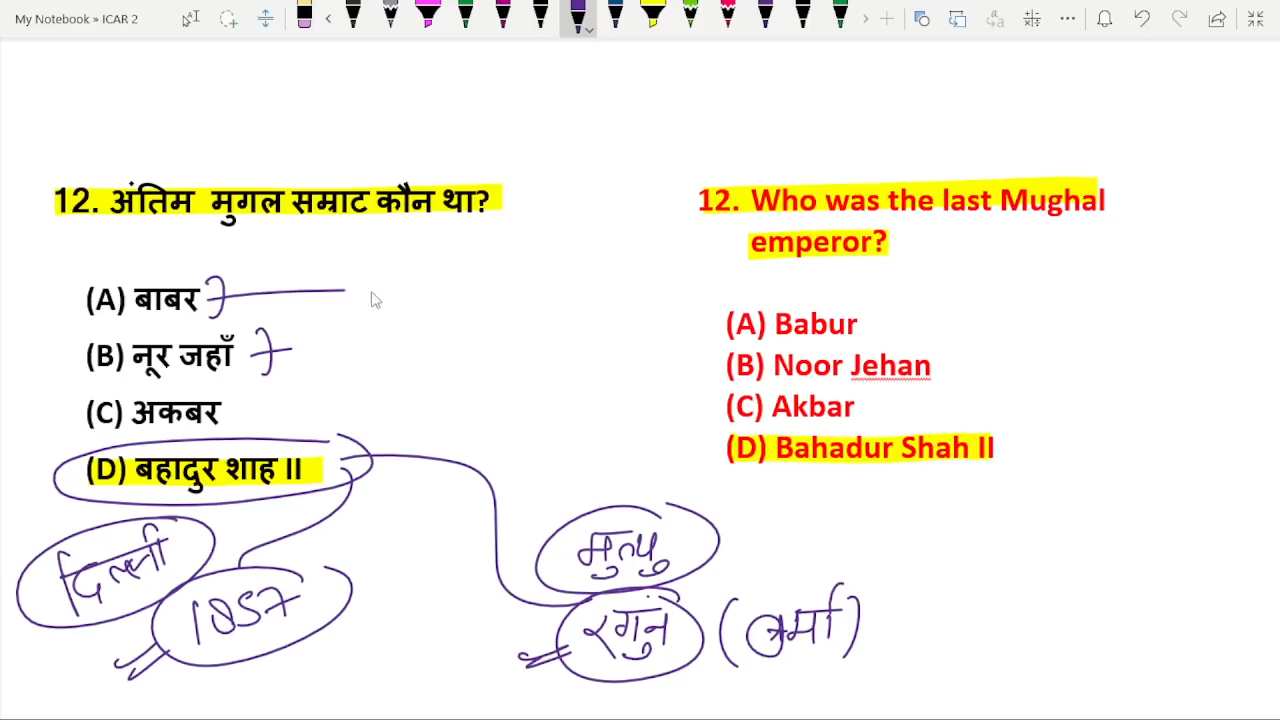 My Notebook » ICAR 2
12. अंतिम मुगल सम्राट कौन था?
(A) बाबर
(B) नूर जहाँ
(C) अकबर
(D) बहादुर शाह II
दिल्ली
1857
मृत्यु
रंगुन
(बर्मा)
12. Who was the last Mughal
emperor?
(A) Babur
(B) Noor Jehan
(C) Akbar
(D) Bahadur Shah II